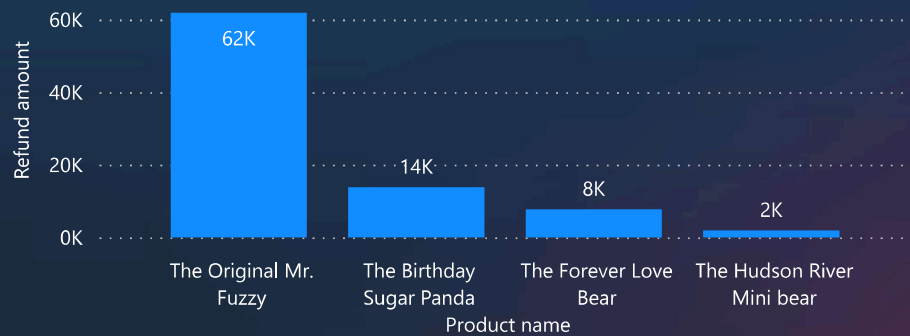 60K
40K
20K
0K
Refund amount
62K
14K
8K
2K
The Original Mr.
Fuzzy
The Birthday
Sugar Panda
The Forever Love
Bear
The Hudson River
Mini bear
Product name